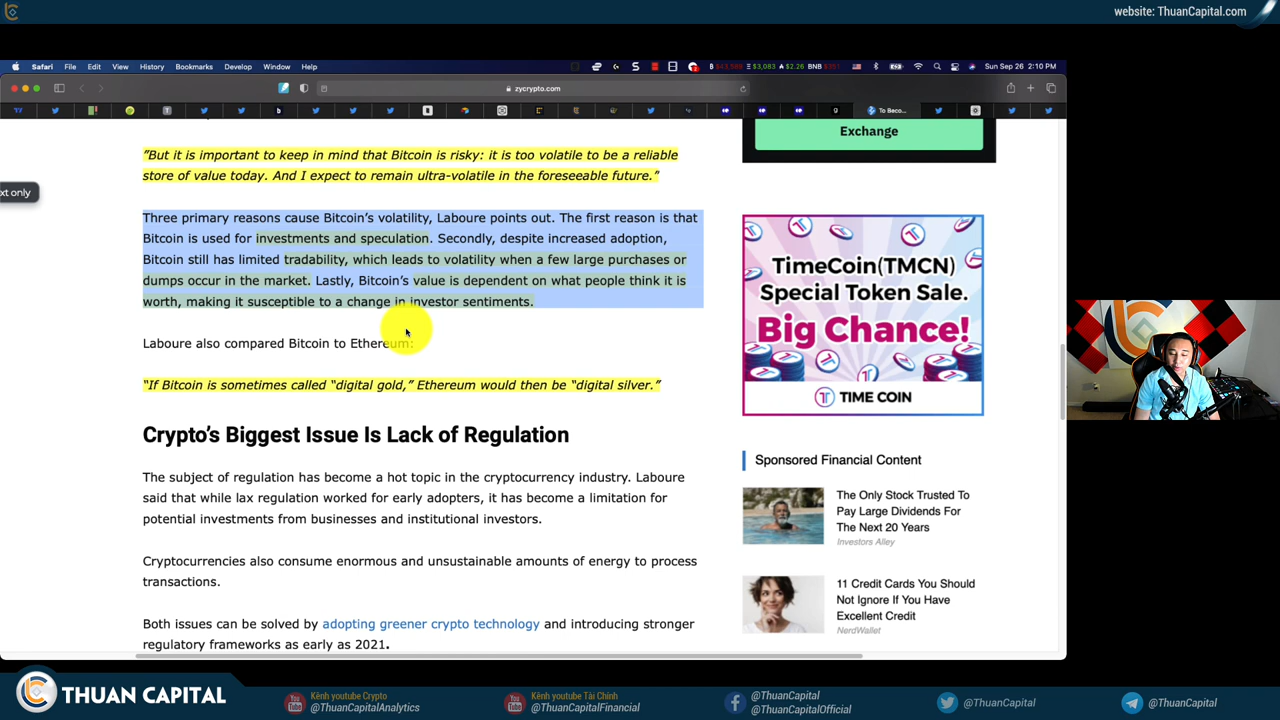 website: ThuanCapital.com
Safari File Edit View History Bookmarks Develop Window Help
$3,083 $2.26 BNB Sun Sep 26 2:10 PM
zycrypto.com
To Beco...
Exchange
"But it is important to keep in mind that Bitcoin is risky: it is too volatile to be a reliable
store of value today. And I expect to remain ultra-volatile in the foreseeable future."
xt only
Three primary reasons cause Bitcoin's volatility, Laboure points out. The first reason is that
Bitcoin is used for investments and speculation. Secondly, despite increased adoption,
Bitcoin still has limited tradability, which leads to volatility when a few large purchases or
dumps occur in the market. Lastly, Bitcoin's value is dependent on what people think it is
worth, making it susceptible to a change in investor sentiments.
Laboure also compared Bitcoin to Ethereum:
"If Bitcoin is sometimes called "digital gold," Ethereum would then be "digital silver."
Crypto's Biggest Issue Is Lack of Regulation
The subject of regulation has become a hot topic in the cryptocurrency industry. Laboure
said that while lax regulation worked for early adopters, it has become a limitation for
potential investments from businesses and institutional investors.
Cryptocurrencies also consume enormous and unsustainable amounts of energy to process
transactions.
Both issues can be solved by adopting greener crypto technology and introducing stronger
regulatory frameworks as early as 2021.
TimeCoin(TMCN)
Special Token Sale.
Big Chance!
TIME COIN
Sponsored Financial Content
The Only Stock Trusted To
Pay Large Dividends For
The Next 20 Years
Investors Alley
11 Credit Cards You Should
Not Ignore If You Have
Excellent Credit
NerdWallet
THUAN CAPITAL
Kênh youtube Crypto
@ThuanCapitalAnalytics
Kênh youtube Tài Chính
@ThuanCapitalFinancial
@ThuanCapital
@ThuanCapitalOfficial
@ThuanCapital
@ThuanCapital